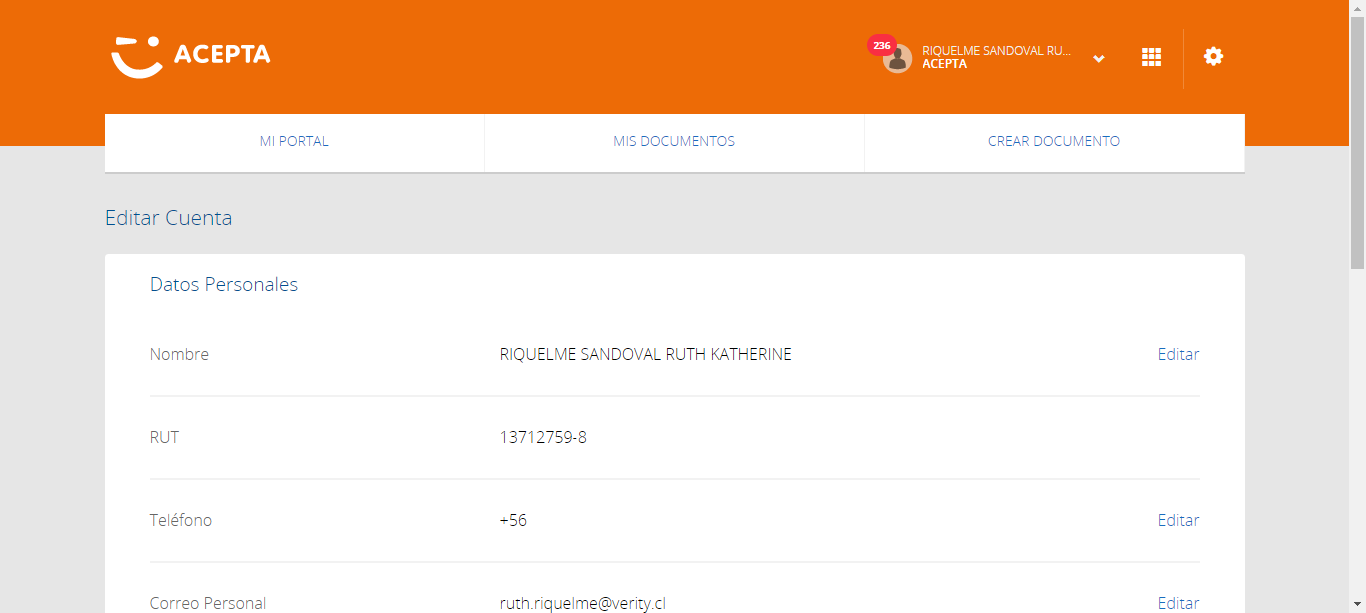 ACEPTA
236
RIQUELME SANDOVAL RU...
ACEPTA
MI PORTAL
MIS DOCUMENTOS
CREAR DOCUMENTO
Editar Cuenta
Datos Personales
Nombre RIQUELME SANDOVAL RUTH KATHERINE Editar
RUT 13712759-8
Teléfono +56 Editar
Correo Personal ruth.riquelme@verity.cl Editar